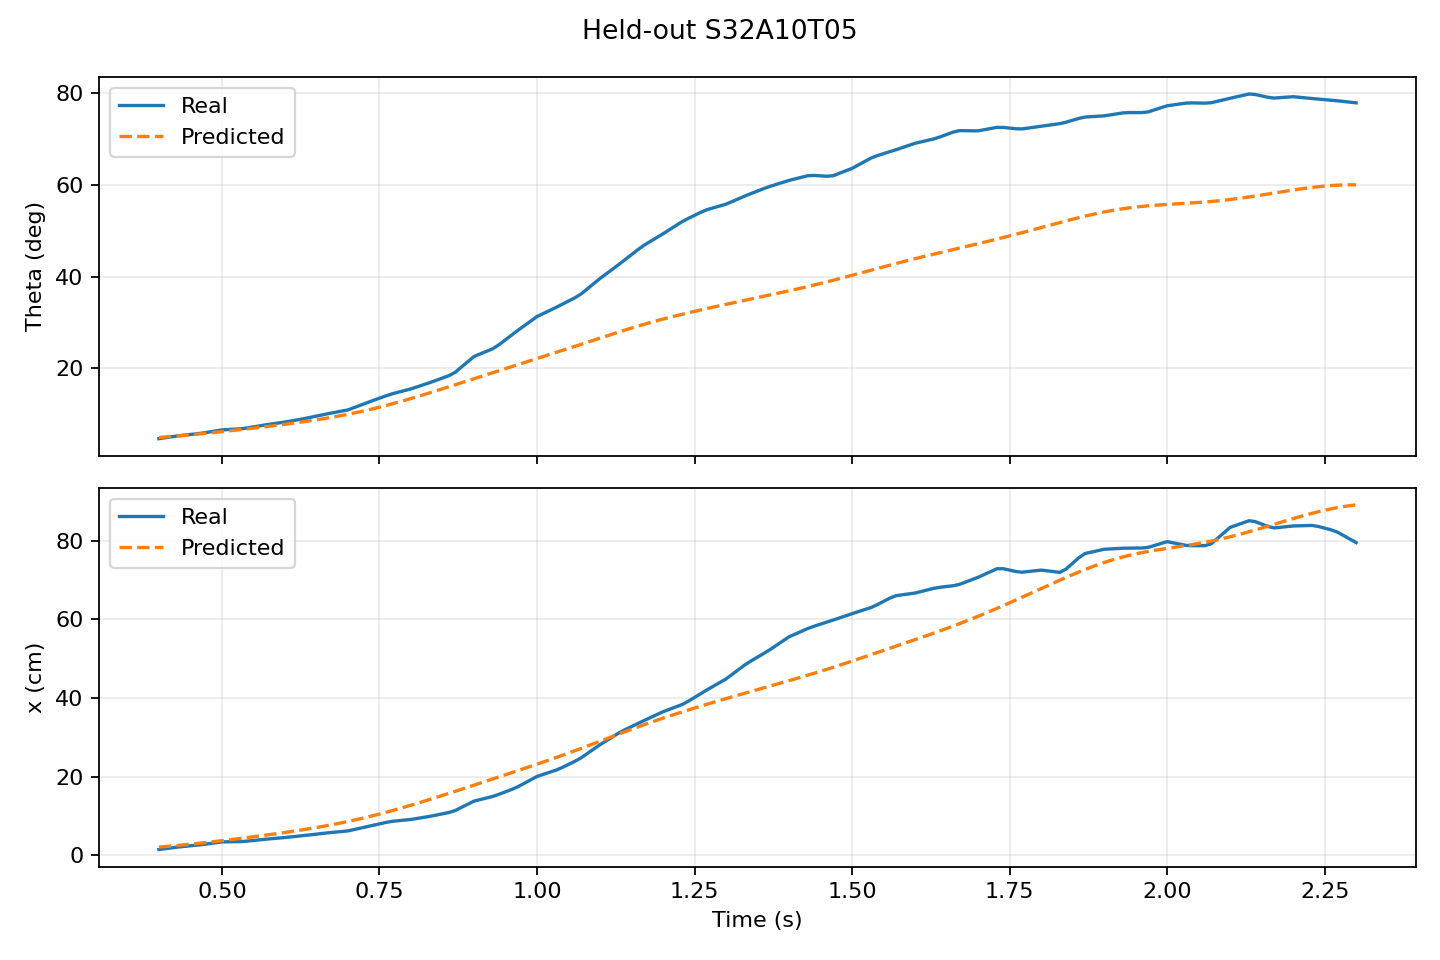 Held-out S32A10T05
80
60
40
20
Theta (deg)
Real
Predicted
80
60
40
20
0
x (cm)
Real
Predicted
0.50 0.75 1.00 1.25 1.50 1.75 2.00 2.25
Time (s)